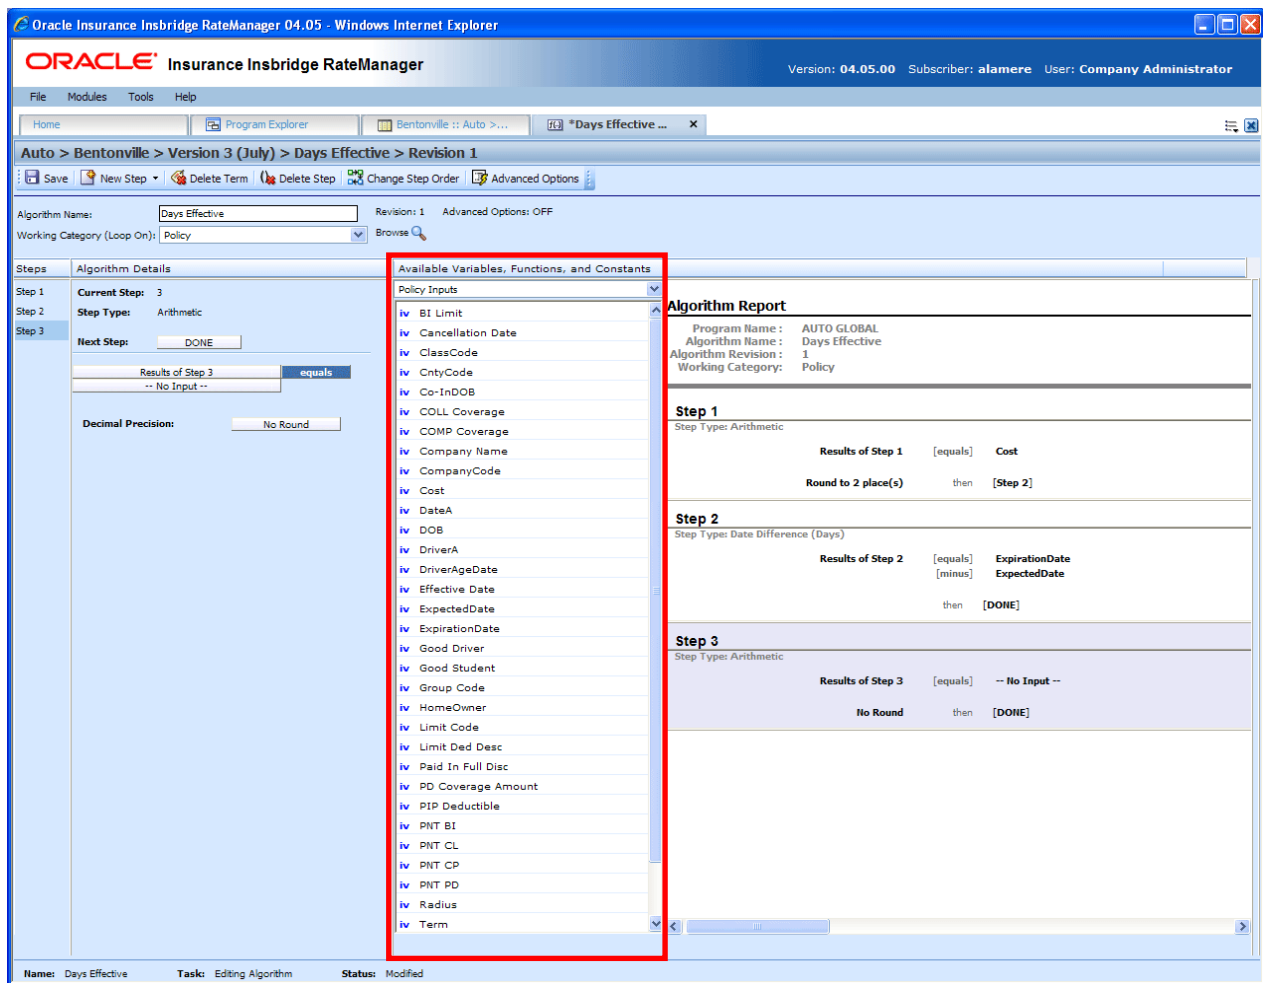 Oracle Insurance Insbridge RateManager 04.05 - Windows Internet Explorer
ORACLE Insurance Insbridge RateManager
Version: 04.05.00 Subscriber: alamere User: Company Administrator
File Modules Tools Help
Home Program Explorer Bentonville :: Auto >... *Days Effective ... x
Auto > Bentonville > Version 3 (July) > Days Effective > Revision 1
Save New Step Delete Term Delete Step Change Step Order Advanced Options
Algorithm Name: Days Effective Revision: 1 Advanced Options: OFF
Working Category (Loop On): Policy Browse
Steps
Step 1
Step 2
Step 3
Algorithm Details
Current Step: 3
Step Type: Arithmetic
Next Step: DONE
Results of Step 3 equals
-- No Input --
Decimal Precision: No Round
Available Variables, Functions, and Constants
Policy Inputs
iv BI Limit
iv Cancellation Date
iv ClassCode
iv CntyCode
iv Co-InDOB
iv COLL Coverage
iv COMP Coverage
iv Company Name
iv CompanyCode
iv Cost
iv DateA
iv DOB
iv DriverA
iv DriverAgeDate
iv Effective Date
iv ExpectedDate
iv ExpirationDate
iv Good Driver
iv Good Student
iv Group Code
iv HomeOwner
iv Limit Code
iv Limit Ded Desc
iv Paid In Full Disc
iv PD Coverage Amount
iv PIP Deductible
iv PNT BI
iv PNT CL
iv PNT CP
iv PNT PD
iv Radius
iv Term
Algorithm Report
Program Name : AUTO GLOBAL
Algorithm Name : Days Effective
Algorithm Revision : 1
Working Category: Policy
Step 1
Step Type: Arithmetic
Results of Step 1 [equals] Cost
Round to 2 place(s) then [Step 2]
Step 2
Step Type: Date Difference (Days)
Results of Step 2 [equals] ExpirationDate
[minus] ExpectedDate
then [DONE]
Step 3
Step Type: Arithmetic
Results of Step 3 [equals] -- No Input --
No Round then [DONE]
Name: Days Effective Task: Editing Algorithm Status: Modified